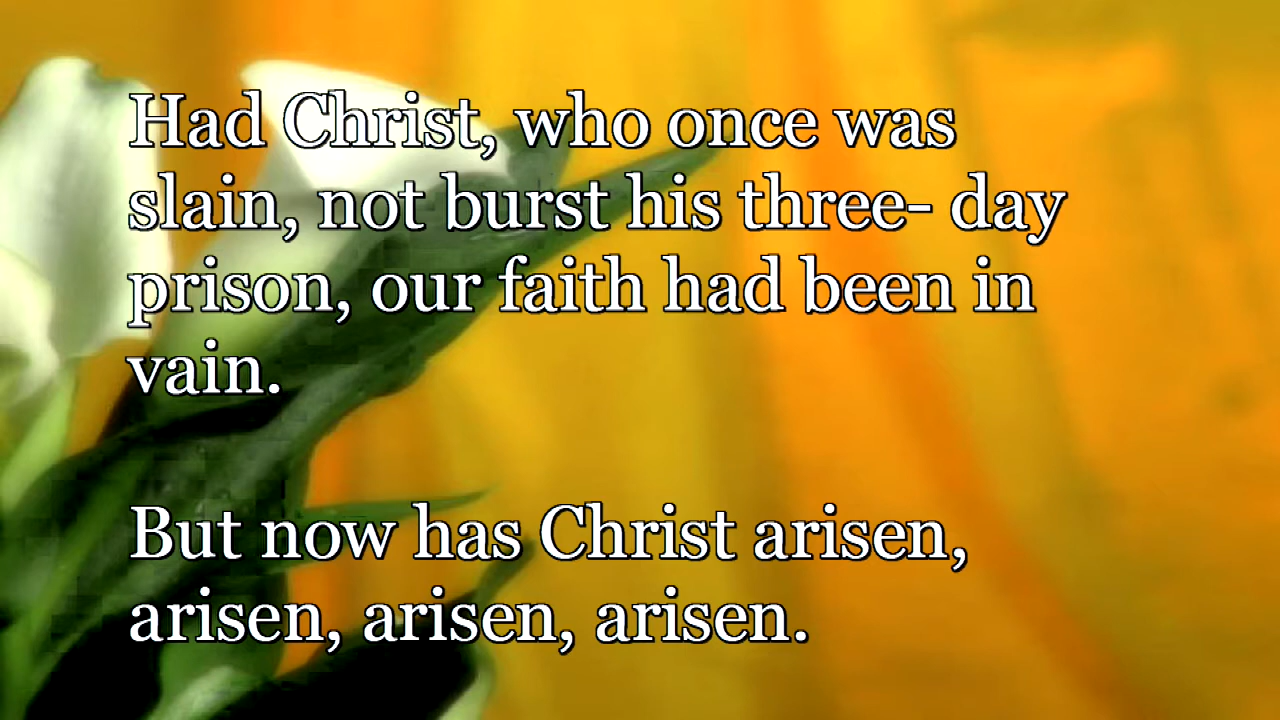 Had Christ, who once was
slain, not burst his three- day
prison, our faith had been in
vain.
But now has Christ arisen,
arisen, arisen, arisen.